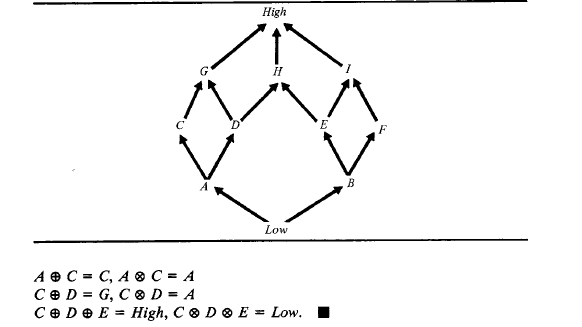 High
G H I
C D E F
A B
Low
A ⊕ C = C, A ⊗ C = A
C ⊕ D = G, C ⊗ D = A
C ⊕ D ⊕ E = High, C ⊗ D ⊗ E = Low. ■